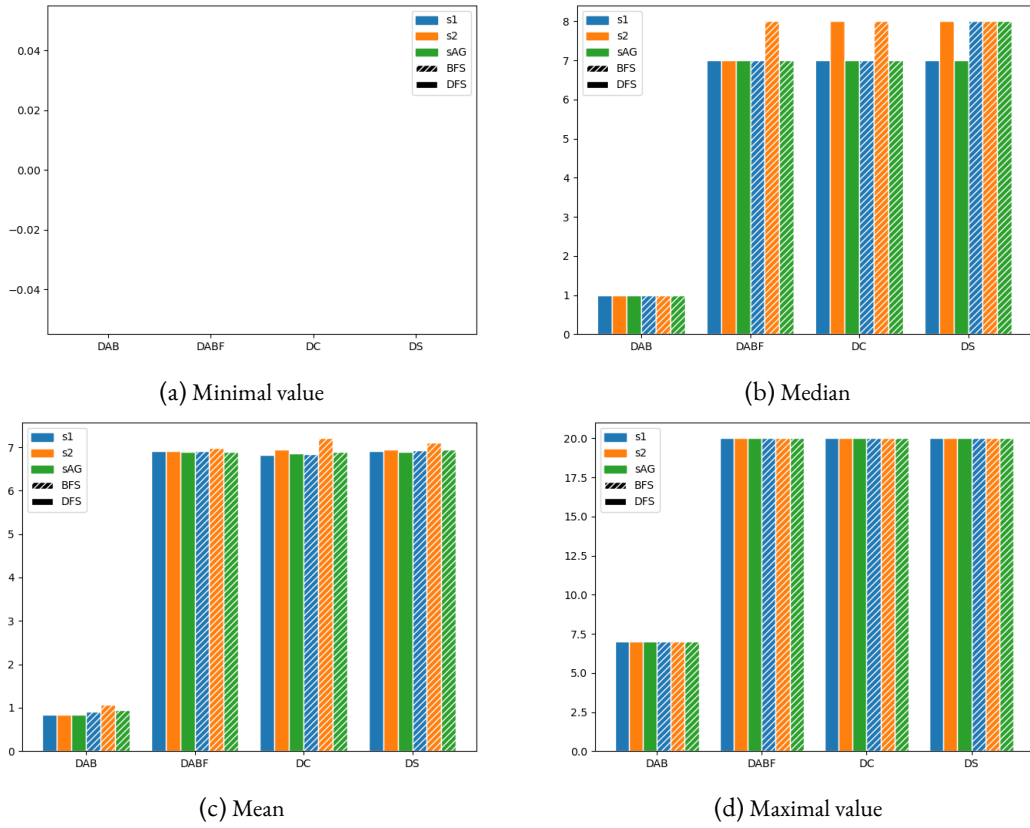 0.04
0.02
0.00
−0.02
−0.04
DAB DABF DC DS
s1
s2
sAG
BFS
DFS
(a) Minimal value
8
7
6
5
4
3
2
1
0
DAB DABF DC DS
s1
s2
sAG
BFS
DFS
(b) Median
7
6
5
4
3
2
1
0
DAB DABF DC DS
s1
s2
sAG
BFS
DFS
(c) Mean
20.0
17.5
15.0
12.5
10.0
7.5
5.0
2.5
0.0
DAB DABF DC DS
s1
s2
sAG
BFS
DFS
(d) Maximal value